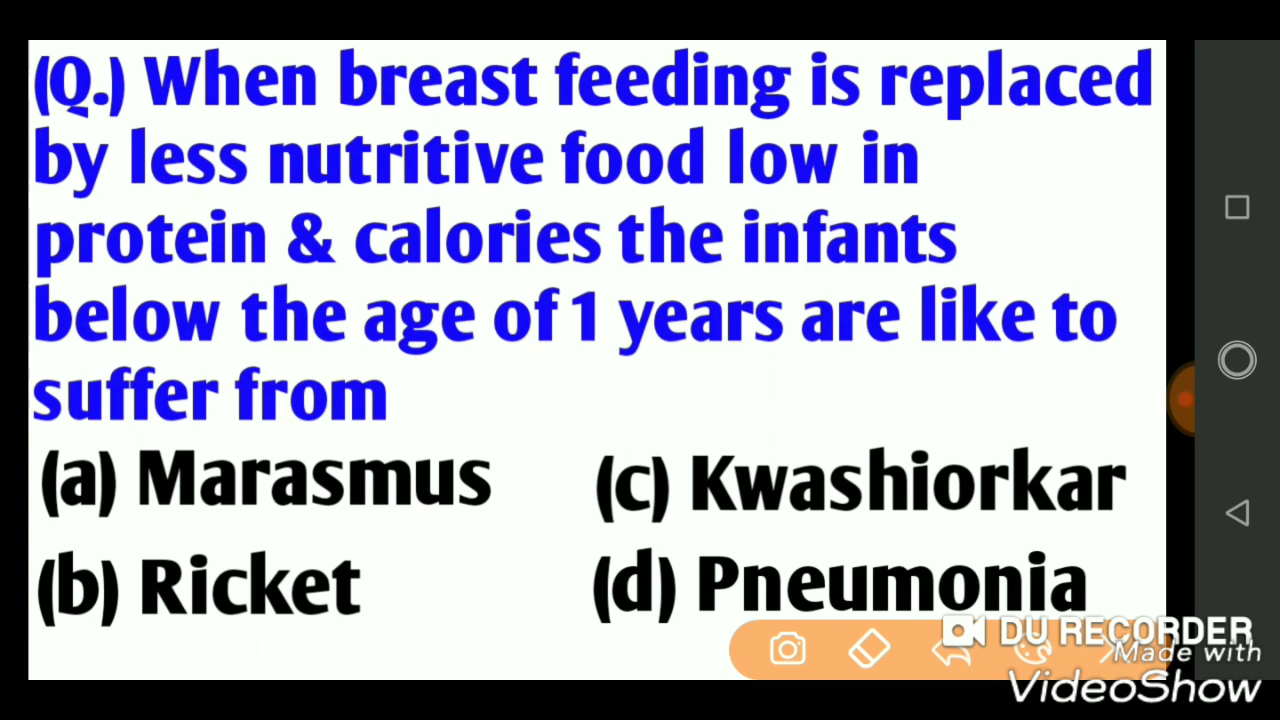 (Q.) When breast feeding is replaced
by less nutritive food low in
protein & calories the infants
below the age of 1 years are like to
suffer from
(a) Marasmus
(c) Kwashiorkar
(b) Ricket
(d) Pneumonia
DU RECORDER
Made with
VideoShow